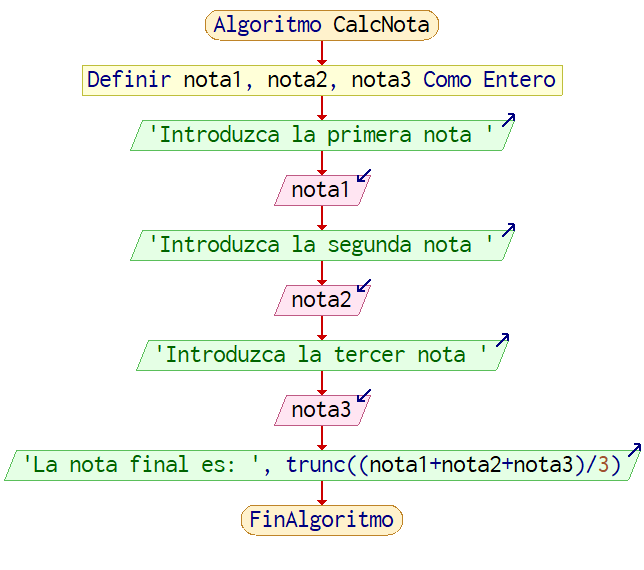 Algoritmo CalcNota
Definir nota1, nota2, nota3 Como Entero
'Introduzca la primera nota '
nota1
'Introduzca la segunda nota '
nota2
'Introduzca la tercer nota '
nota3
'La nota final es: ', trunc((nota1+nota2+nota3)/3)
FinAlgoritmo